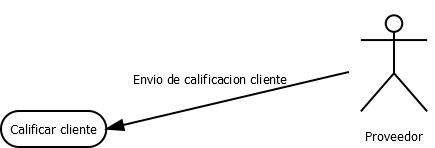 Envio de calificacion cliente
Calificar cliente
Proveedor